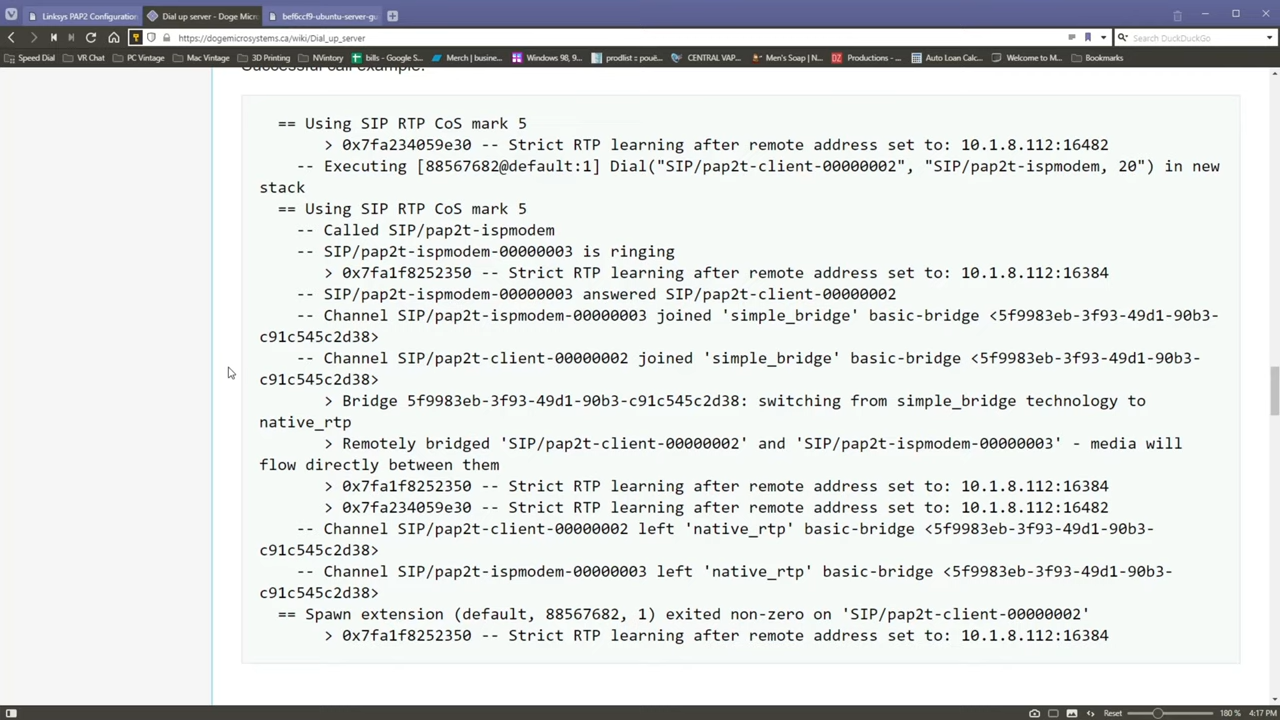 Linksys PAP2 Configuration
Dial up server - Doge Micro
bef6ccf9-ubuntu-server-gu
https://dogemicrosystems.ca/wiki/Dial_up_server
Search DuckDuckGo
Speed Dial
VR Chat
PC Vintage
Mac Vintage
3D Printing
NVintory
bills - Google S...
Merch | busine...
Windows 98, 9...
prodlist = pouë...
CENTRAL VAP...
Men's Soap | N...
Productions - ...
Auto Loan Calc...
Welcome to M...
Bookmarks
Successful call example:
== Using SIP RTP CoS mark 5
> 0x7fa234059e30 -- Strict RTP learning after remote address set to: 10.1.8.112:16482
-- Executing [88567682@default:1] Dial("SIP/pap2t-client-00000002", "SIP/pap2t-ispmodem, 20") in new
stack
== Using SIP RTP CoS mark 5
-- Called SIP/pap2t-ispmodem
-- SIP/pap2t-ispmodem-00000003 is ringing
> 0x7fa1f8252350 -- Strict RTP learning after remote address set to: 10.1.8.112:16384
-- SIP/pap2t-ispmodem-00000003 answered SIP/pap2t-client-00000002
-- Channel SIP/pap2t-ispmodem-00000003 joined 'simple_bridge' basic-bridge <5f9983eb-3f93-49d1-90b3-
c91c545c2d38>
-- Channel SIP/pap2t-client-00000002 joined 'simple_bridge' basic-bridge <5f9983eb-3f93-49d1-90b3-
c91c545c2d38>
> Bridge 5f9983eb-3f93-49d1-90b3-c91c545c2d38: switching from simple_bridge technology to
native_rtp
> Remotely bridged 'SIP/pap2t-client-00000002' and 'SIP/pap2t-ispmodem-00000003' - media will
flow directly between them
> 0x7fa1f8252350 -- Strict RTP learning after remote address set to: 10.1.8.112:16384
> 0x7fa234059e30 -- Strict RTP learning after remote address set to: 10.1.8.112:16482
-- Channel SIP/pap2t-client-00000002 left 'native_rtp' basic-bridge <5f9983eb-3f93-49d1-90b3-
c91c545c2d38>
-- Channel SIP/pap2t-ispmodem-00000003 left 'native_rtp' basic-bridge <5f9983eb-3f93-49d1-90b3-
c91c545c2d38>
== Spawn extension (default, 88567682, 1) exited non-zero on 'SIP/pap2t-client-00000002'
> 0x7fa1f8252350 -- Strict RTP learning after remote address set to: 10.1.8.112:16384
Reset
180 %
4:17 PM